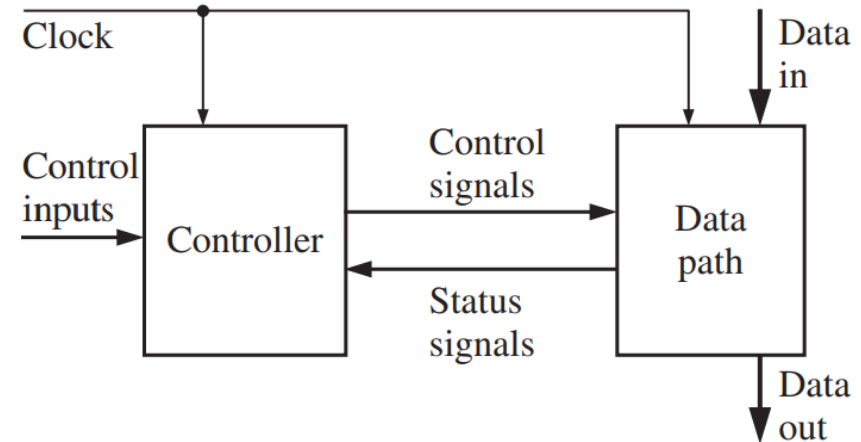 Clock
Data
in
Control
inputs
Controller
Control
signals
Data
path
Status
signals
Data
out